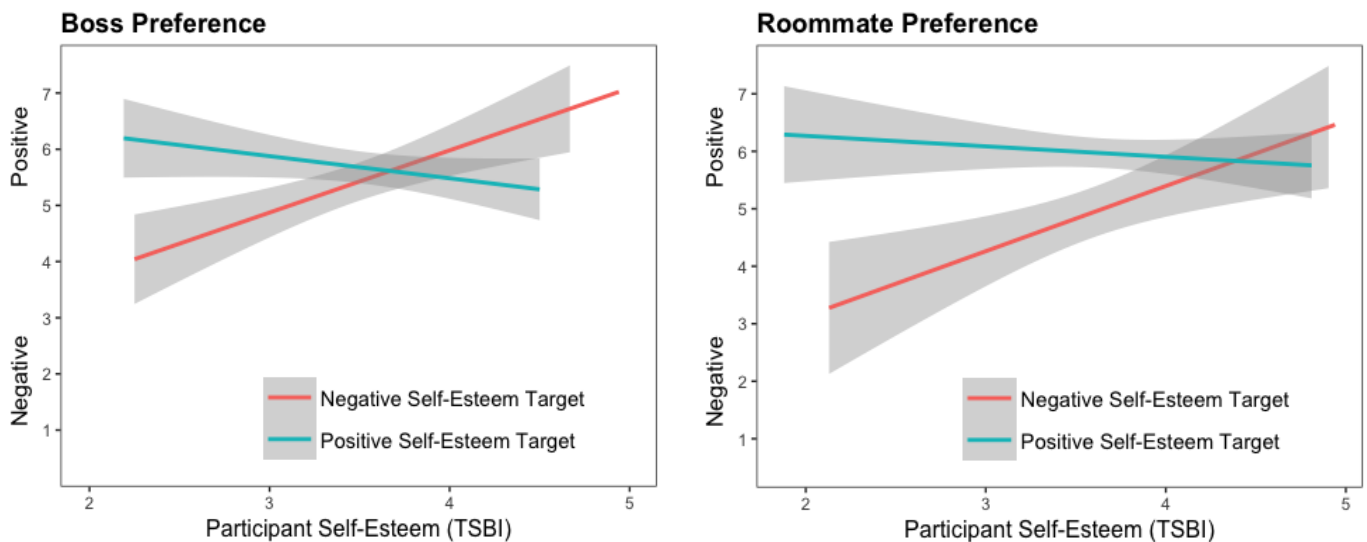 Boss Preference
Positive
Negative
7
6
5
4
3
2
1
Negative Self-Esteem Target
Positive Self-Esteem Target
2 3 4 5
Participant Self-Esteem (TSBI)
Roommate Preference
Positive
Negative
7
6
5
4
3
2
1
Negative Self-Esteem Target
Positive Self-Esteem Target
2 3 4 5
Participant Self-Esteem (TSBI)